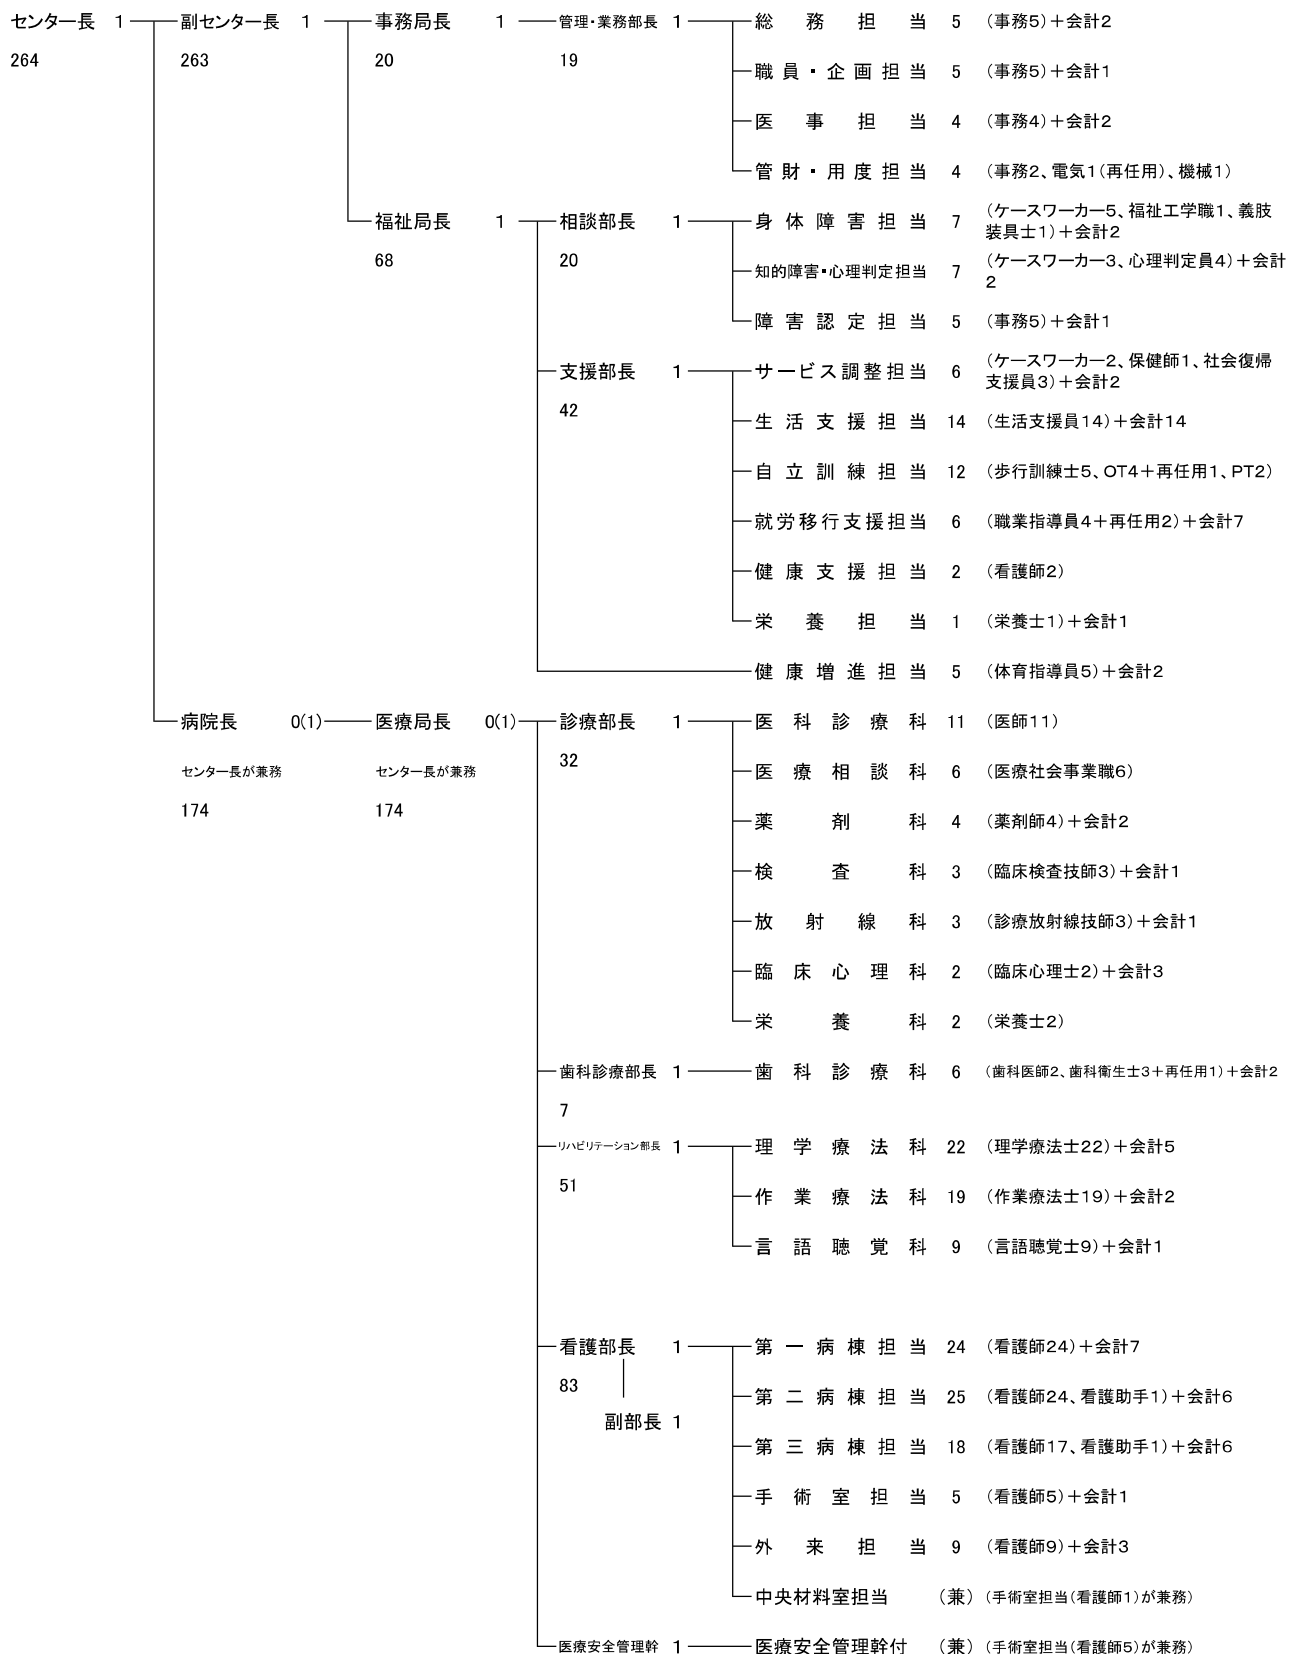 センター長 1 副センター長 1 事務局長 1 管理・業務部長 1 総務担当 5 (事務5)+会計2
264 263 20 19
職員・企画担当 5 (事務5)+会計1
医事担当 4 (事務4)+会計2
管財・用度担当 4 (事務2、電気1(再任用)、機械1)
福祉局長 1 相談部長 1 身体障害担当 7 (ケースワーカー5、福祉工学職1、義肢
装具士1)+会計2
68 20
知的障害・心理判定担当 7 (ケースワーカー3、心理判定員4)+会計
2
障害認定担当 5 (事務5)+会計1
支援部長 1 サービス調整担当 6 (ケースワーカー2、保健師1、社会復帰
支援員3)+会計2
42
生活支援担当 14 (生活支援員14)+会計14
自立訓練担当 12 (歩行訓練士5、OT4+再任用1、PT2)
就労移行支援担当 6 (職業指導員4+再任用2)+会計7
健康支援担当 2 (看護師2)
栄養担当 1 (栄養士1)+会計1
健康増進担当 5 (体育指導員5)+会計2
病院長 0(1) 医療局長 0(1) 診療部長 1 医科診療科 11 (医師11)
32
センター長が兼務 センター長が兼務 医療相談科 6 (医療社会事業職6)
174 174
薬剤科 4 (薬剤師4)+会計2
検査科 3 (臨床検査技師3)+会計1
放射線科 3 (診療放射線技師3)+会計1
臨床心理科 2 (臨床心理士2)+会計3
栄養科 2 (栄養士2)
歯科診療部長 1 歯科診療科 6 (歯科医師2、歯科衛生士3+再任用1)+会計2
7
リハビリテーション部長 1 理学療法科 22 (理学療法士22)+会計5
51
作業療法科 19 (作業療法士19)+会計2
言語聴覚科 9 (言語聴覚士9)+会計1
看護部長 1 第一病棟担当 24 (看護師24)+会計7
83
第二病棟担当 25 (看護師24、看護助手1)+会計6
副部長 1
第三病棟担当 18 (看護師17、看護助手1)+会計6
手術室担当 5 (看護師5)+会計1
外来担当 9 (看護師9)+会計3
中央材料室担当 (兼) (手術室担当(看護師1)が兼務)
医療安全管理幹 1 医療安全管理幹付 (兼) (手術室担当(看護師5)が兼務)